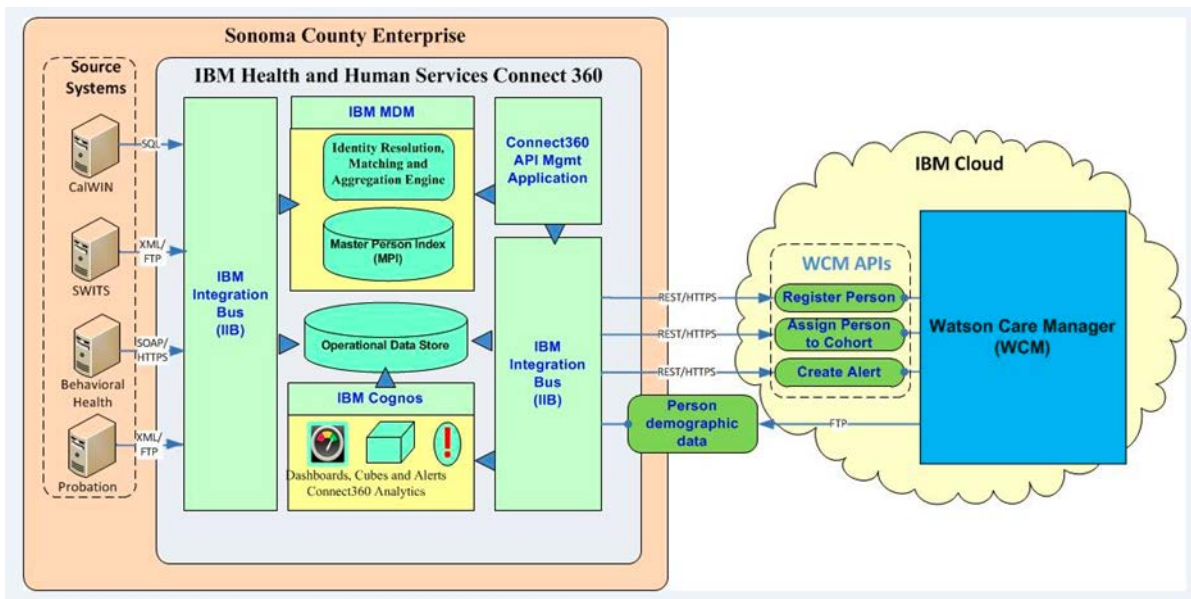 Sonoma County Enterprise
Source
Systems
IBM Health and Human Services Connect 360
CalWIN
SQL
SWITS
XML/
FTP
Behavioral
Health
SOAP/
HTTPS
Probation
XML/
FTP
IBM
Integration
Bus
(IIB)
IBM MDM
Identity Resolution,
Matching and
Aggregation Engine
Master Person Index
(MPI)
Operational Data Store
IBM Cognos
Dashboards, Cubes and Alerts
Connect360 Analytics
Connect360
API Mgmt
Application
IBM
Integration
Bus
(IIB)
REST/HTTPS
REST/HTTPS
REST/HTTPS
Person
demographic
data
FTP
IBM Cloud
WCM APIs
Register Person
Assign Person
to Cohort
Create Alert
Watson Care Manager
(WCM)